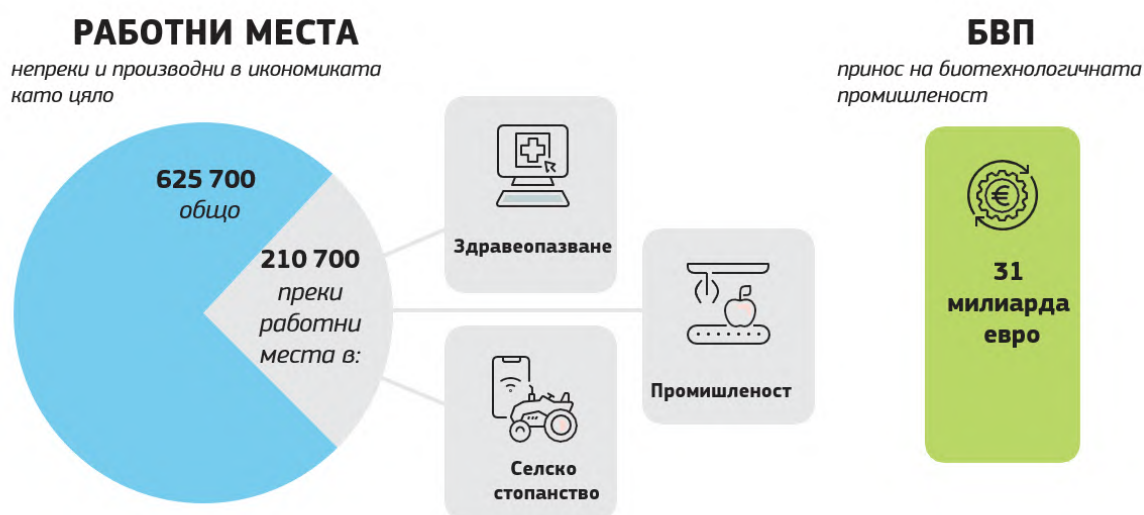 РАБОТНИ МЕСТА
непреки и производни в икономиката
като цяло
625 700
общо
210 700
преки
работни
места в:
Здравеопазване
Промишленост
Селско
стопанство
БВП
принос на биотехнологичната
промишленост
€
31
милиарда
евро